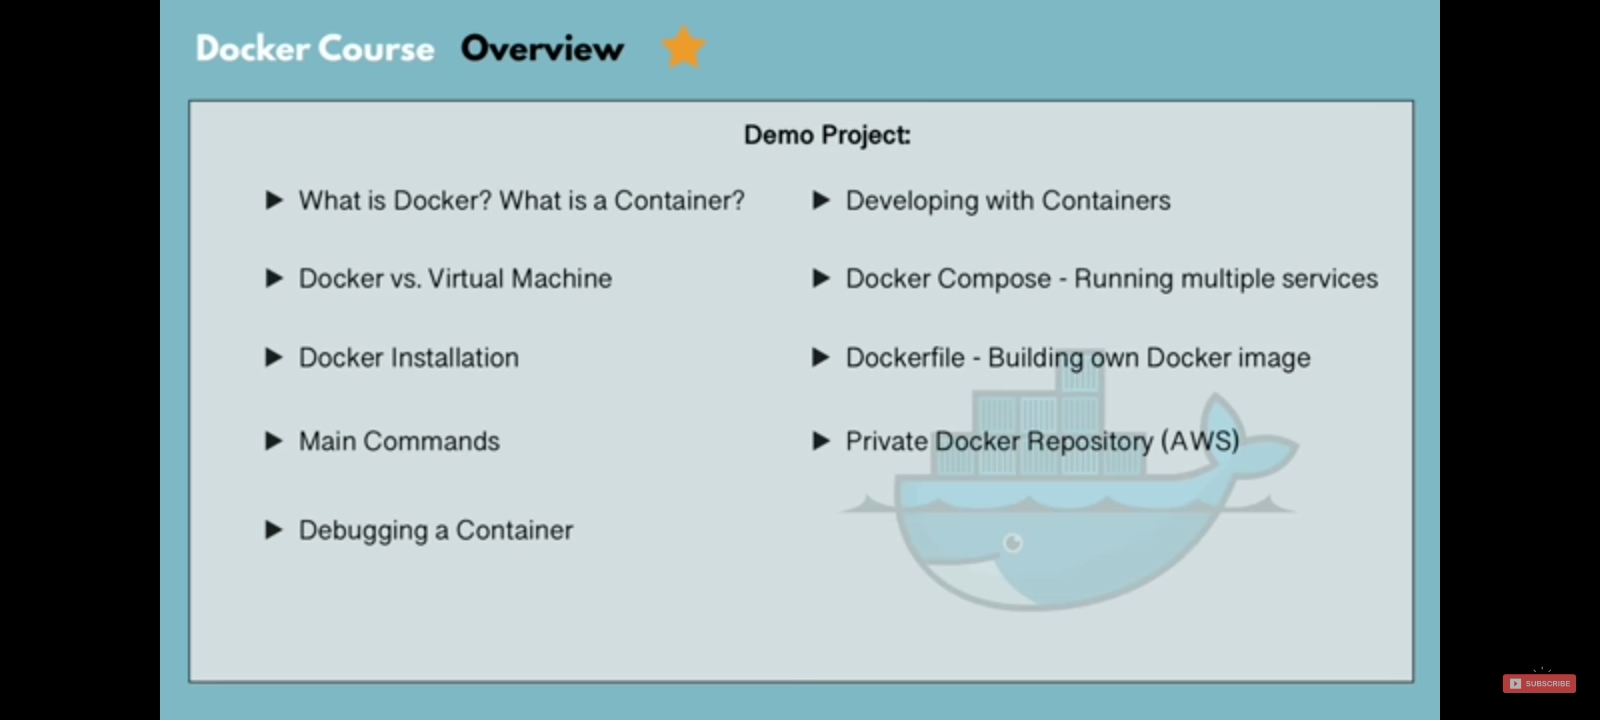 Docker Course Overview
Demo Project:
What is Docker? What is a Container?
Docker vs. Virtual Machine
Docker Installation
Main Commands
Debugging a Container
Developing with Containers
Docker Compose - Running multiple services
Dockerfile - Building own Docker image
Private Docker Repository (AWS)
SUBSCRIBE